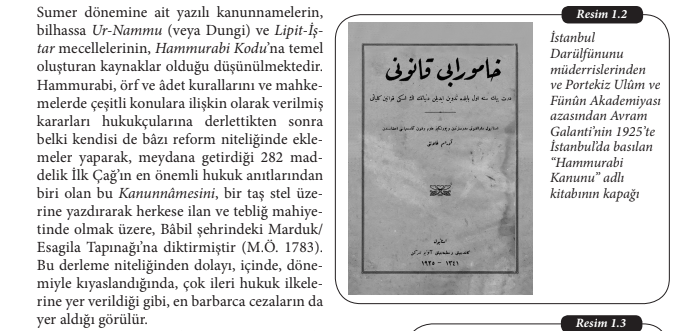 Sumer dönemine ait yazılı kanunnamelerin,
bilhassa Ur-Nammu (veya Dungi) ve Lipit-İş-
tar mecellelerinin, Hammurabi Kodu’na temel
oluşturan kaynaklar olduğu düşünülmektedir.
Hammurabi, örf ve âdet kurallarını ve mahke-
melerde çeşitli konulara ilişkin olarak verilmiş
kararları hukukçularına derlettikten sonra
belki kendisi de bâzı reform niteliğinde ekle-
meler yaparak, meydana getirdiği 282 mad-
delik İlk Çağ’ın en önemli hukuk anıtlarından
biri olan bu Kanunnâmesini, bir taş stel üze-
rine yazdırarak herkese ilan ve tebliğ mahiye-
tinde olmak üzere, Bâbil şehrindeki Marduk/
Esagila Tapınağı’na diktirmiştir (M.Ö. 1783).
Bu derleme niteliğinden dolayı, içinde, döne-
miyle kıyaslandığında, çok ileri hukuk ilkele-
rine yer verildiği gibi, en barbarca cezaların da
yer aldığı görülür.
خامورابی قانونی
استانبول
١٣٤١ – ١٩٢٥
Resim 1.2
İstanbul
Darülfünunu
müderrislerinden
ve Portekiz Ulûm ve
Fünûn Akademiyası
azasından Avram
Galanti’nin 1925’te
İstanbul’da basılan
“Hammurabi
Kanunu” adlı
kitabının kapağı
Resim 1.3